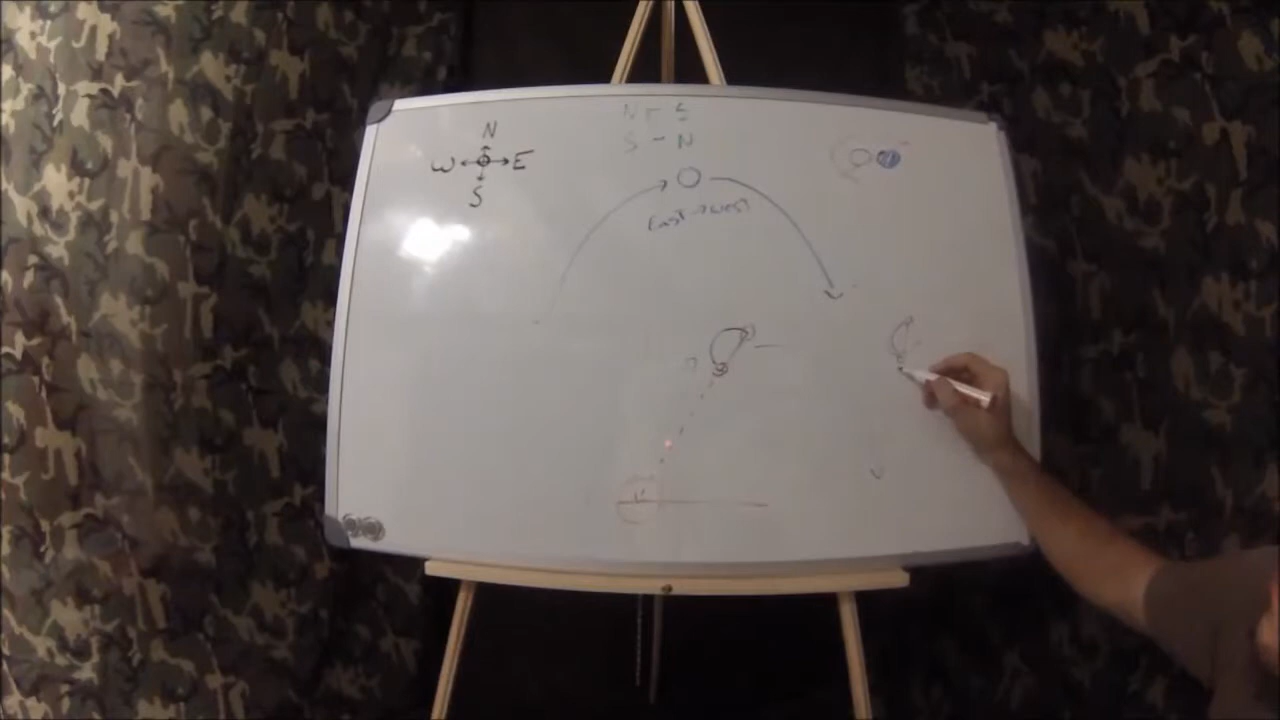 N
W E
S
N - S
S - N
East → West